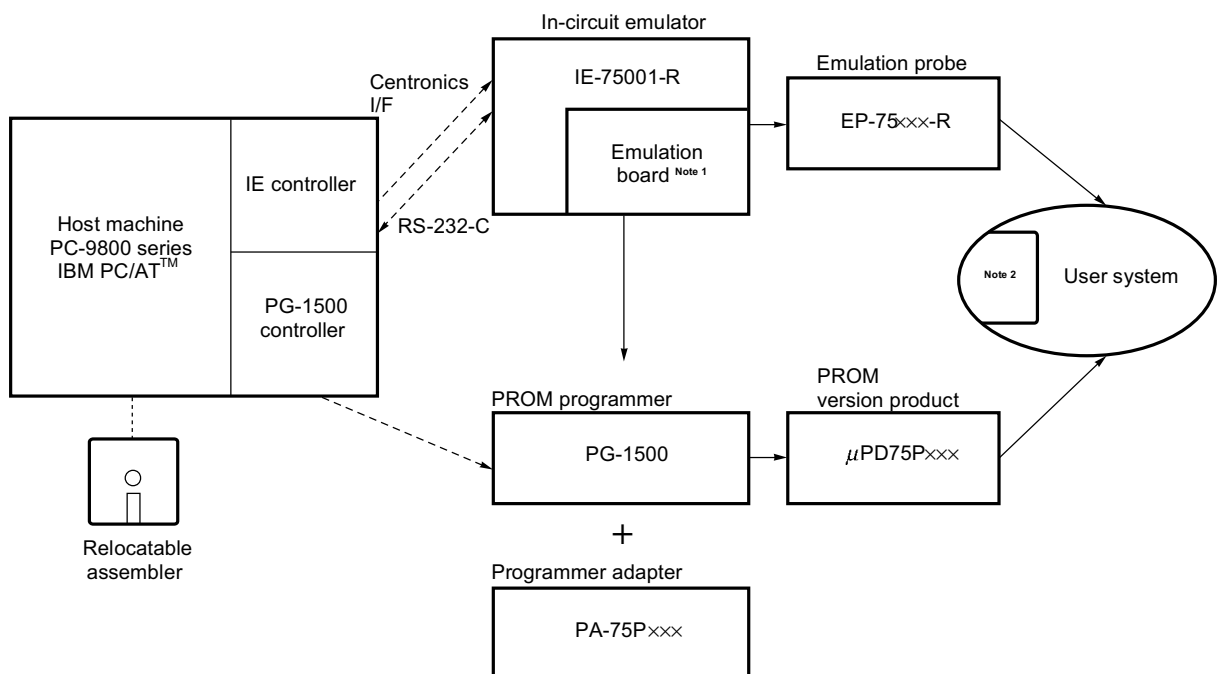 In-circuit emulator
IE-75001-R
Emulation
board Note 1
Centronics
I/F
RS-232-C
Emulation probe
EP-75×××-R
Host machine
PC-9800 series
IBM PC/AT™
IE controller
PG-1500
controller
Note 2
User system
PROM programmer
PG-1500
PROM
version product
μPD75P×××
Relocatable
assembler
+
Programmer adapter
PA-75P×××